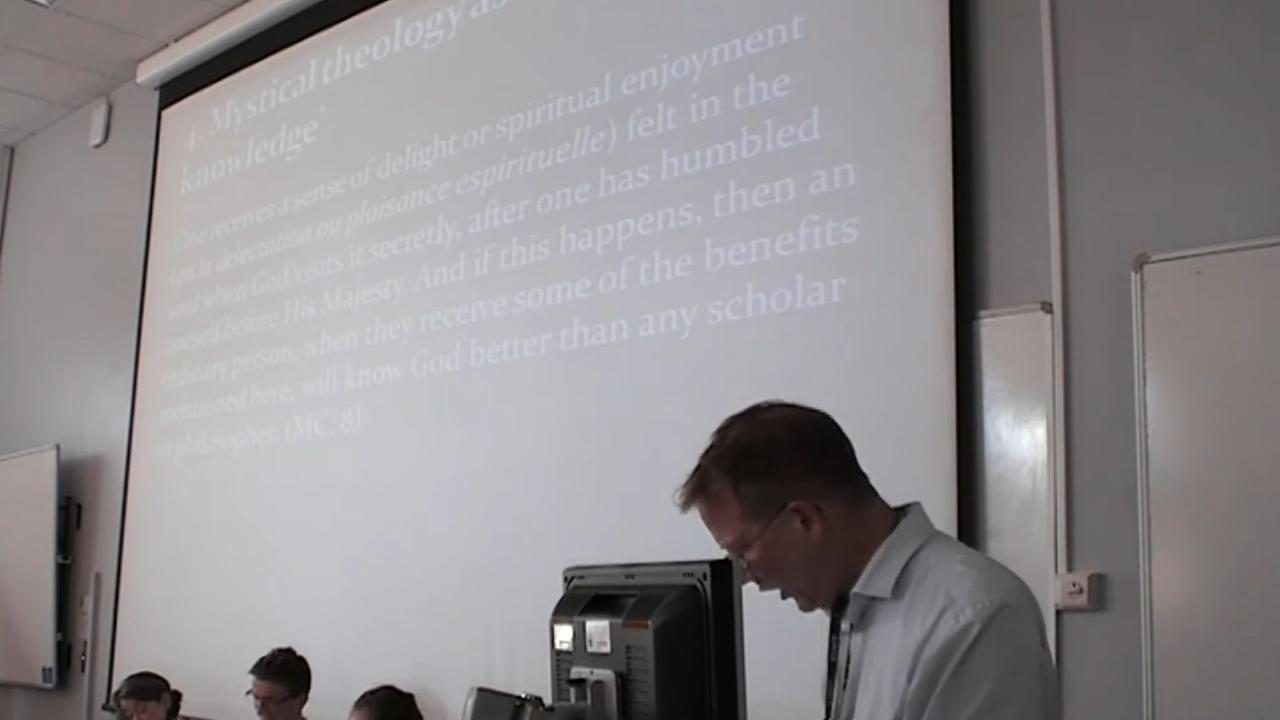 4. Mystical theology as
knowledge'
One receives a sense of delight or spiritual enjoyment
la delectation ou plaisance espirituelle) felt in the
soul when God visits it secretly, after one has humbled
oneself before His Majesty. And if this happens, then an
ordinary person, when they receive some of the benefits
mentioned here, will know God better than any scholar
or philosopher. (MC: 8)